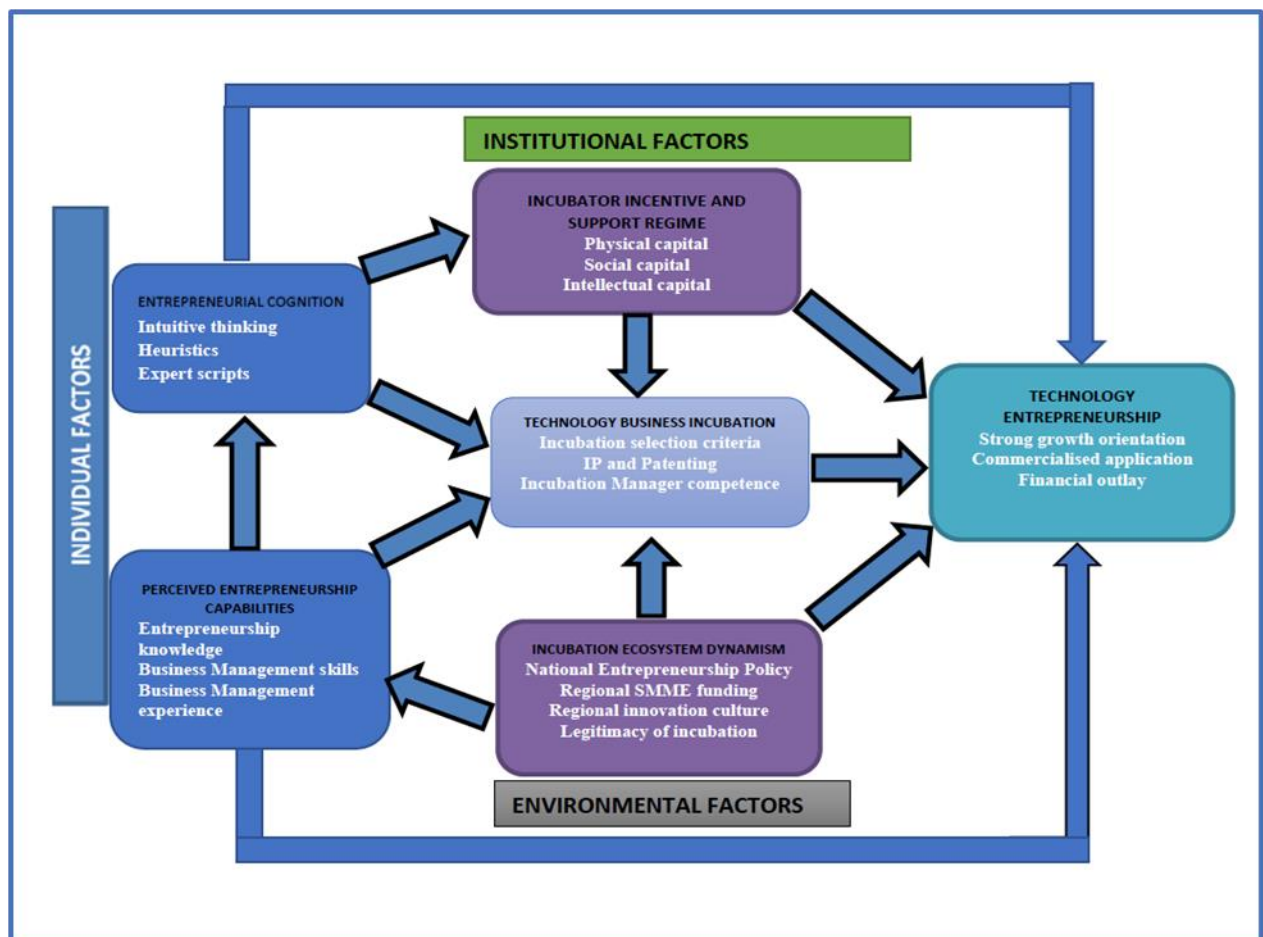 INSTITUTIONAL FACTORS
INCUBATOR INCENTIVE AND
SUPPORT REGIME
Physical capital
Social capital
Intellectual capital
INDIVIDUAL FACTORS
ENTREPRENEURIAL COGNITION
Intuitive thinking
Heuristics
Expert scripts
TECHNOLOGY BUSINESS INCUBATION
Incubation selection criteria
IP and Patenting
Incubation Manager competence
TECHNOLOGY
ENTREPRENEURSHIP
Strong growth orientation
Commercialised application
Financial outlay
PERCEIVED ENTREPRENEURSHIP
CAPABILITIES
Entrepreneurship
knowledge
Business Management skills
Business Management
experience
INCUBATION ECOSYSTEM DYNAMISM
National Entrepreneurship Policy
Regional SMME funding
Regional innovation culture
Legitimacy of incubation
ENVIRONMENTAL FACTORS